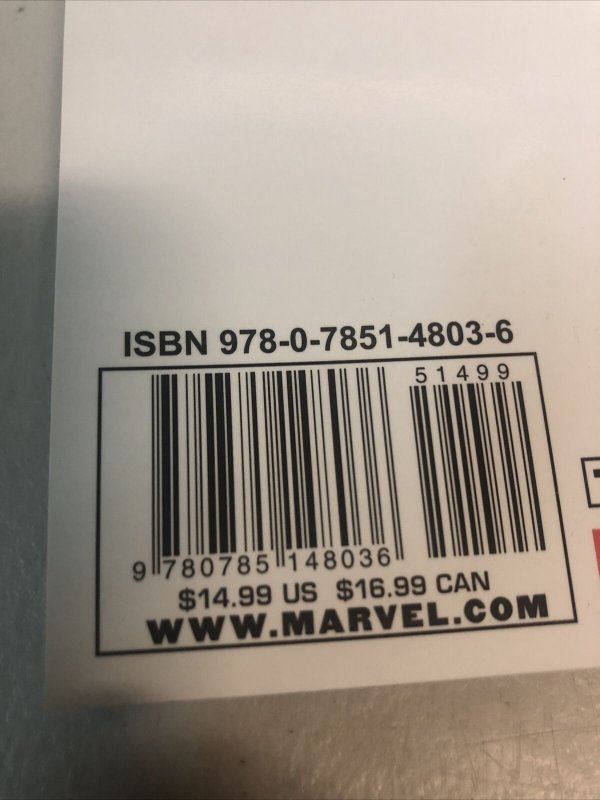 ISBN 978-0-7851-4803-6
51499
9 780785 148036
$14.99 US $16.99 CAN
WWW.MARVEL.COM